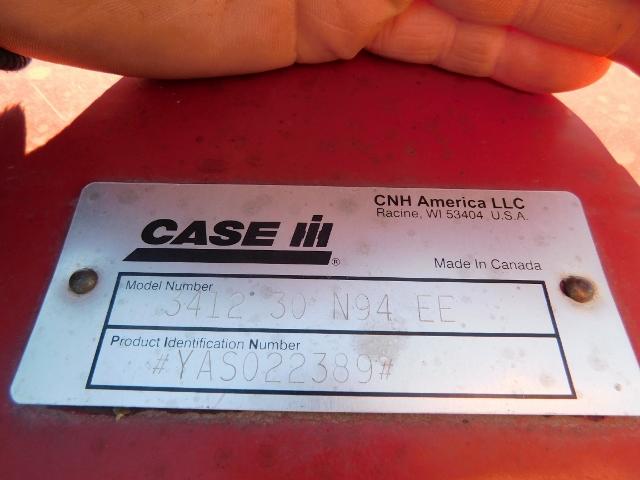 CNH America LLC
Racine, WI 53404 U.S.A.
CASE IH®
Made In Canada
Model Number
3412 30 N94 EE
Product Identification Number
#YAS022389#